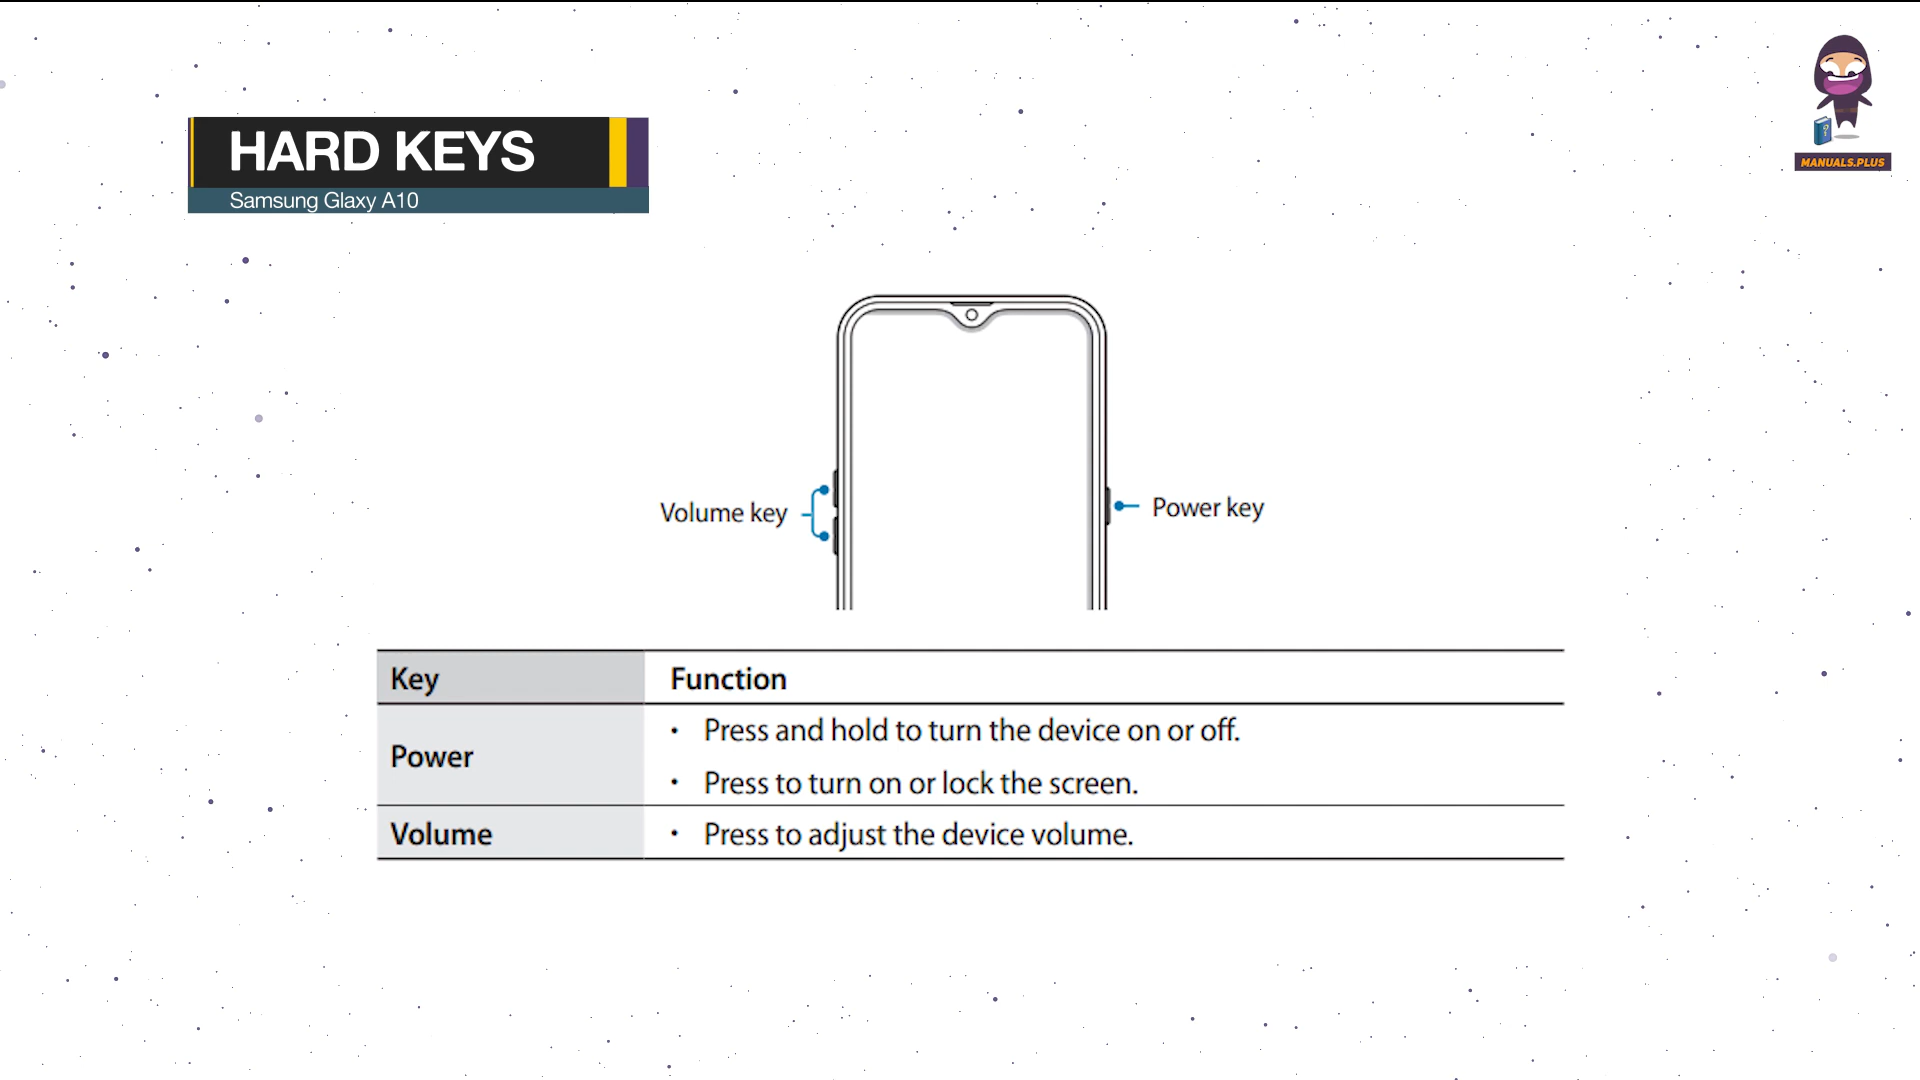 HARD KEYS
Samsung Glaxy A10
MANUALS.PLUS
Volume key
Power key
Key Function
Power
• Press and hold to turn the device on or off.
• Press to turn on or lock the screen.
Volume • Press to adjust the device volume.